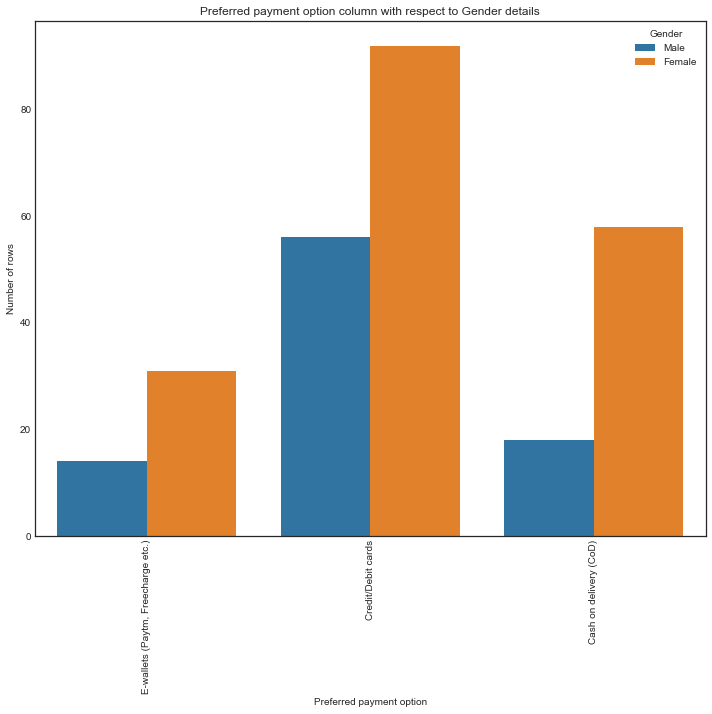 Preferred payment option column with respect to Gender details
Gender
Male
Female
80
60
40
20
0
Number of rows
E-wallets (Paytm, Freecharge etc.)
Credit/Debit cards
Cash on delivery (CoD)
Preferred payment option